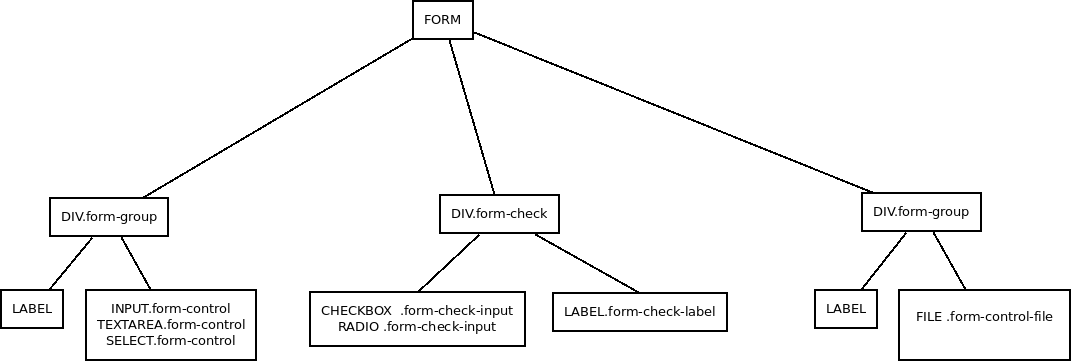 FORM
DIV.form-group
DIV.form-check
DIV.form-group
LABEL
INPUT.form-control
TEXTAREA.form-control
SELECT.form-control
CHECKBOX  .form-check-input
RADIO .form-check-input
LABEL.form-check-label
LABEL
FILE .form-control-file